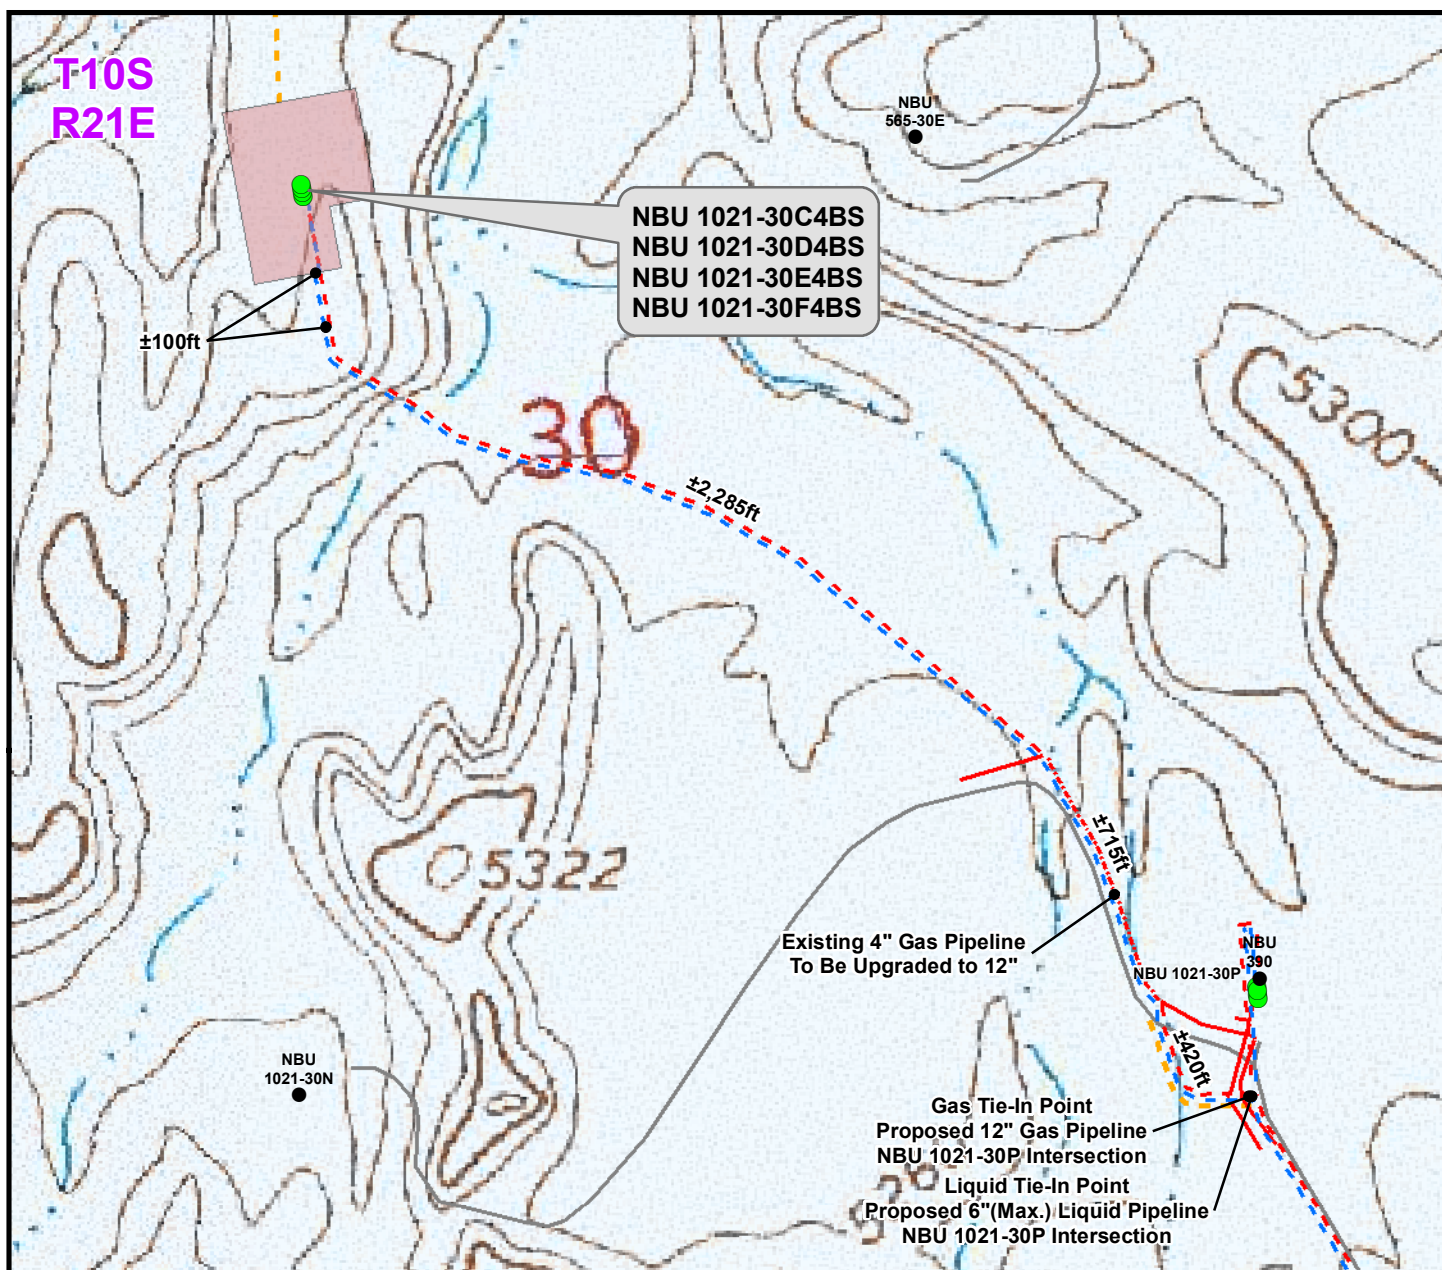 T10S
R21E
NBU
565-30E
NBU 1021-30C4BS
NBU 1021-30D4BS
NBU 1021-30E4BS
NBU 1021-30F4BS
±100ft
5300
30
±2,285ft
±715ft
5322
Existing 4" Gas Pipeline
To Be Upgraded to 12"
NBU
390
NBU 1021-30P
±420ft
NBU
1021-30N
Gas Tie-In Point
Proposed 12" Gas Pipeline
NBU 1021-30P Intersection
Liquid Tie-In Point
Proposed 6"(Max.) Liquid Pipeline
NBU 1021-30P Intersection